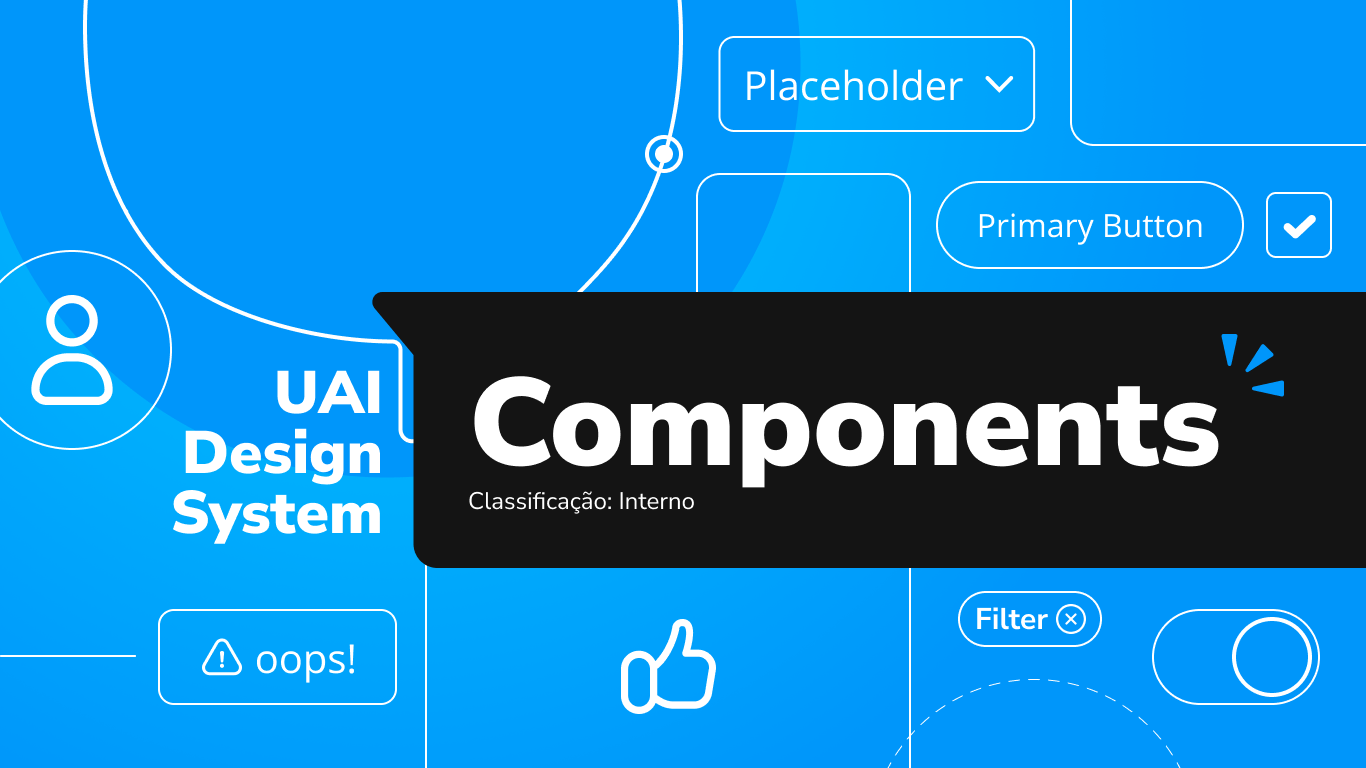 Placeholder
Primary Button
UAI
Design
System
Components
Classificação: Interno
oops!
Filter